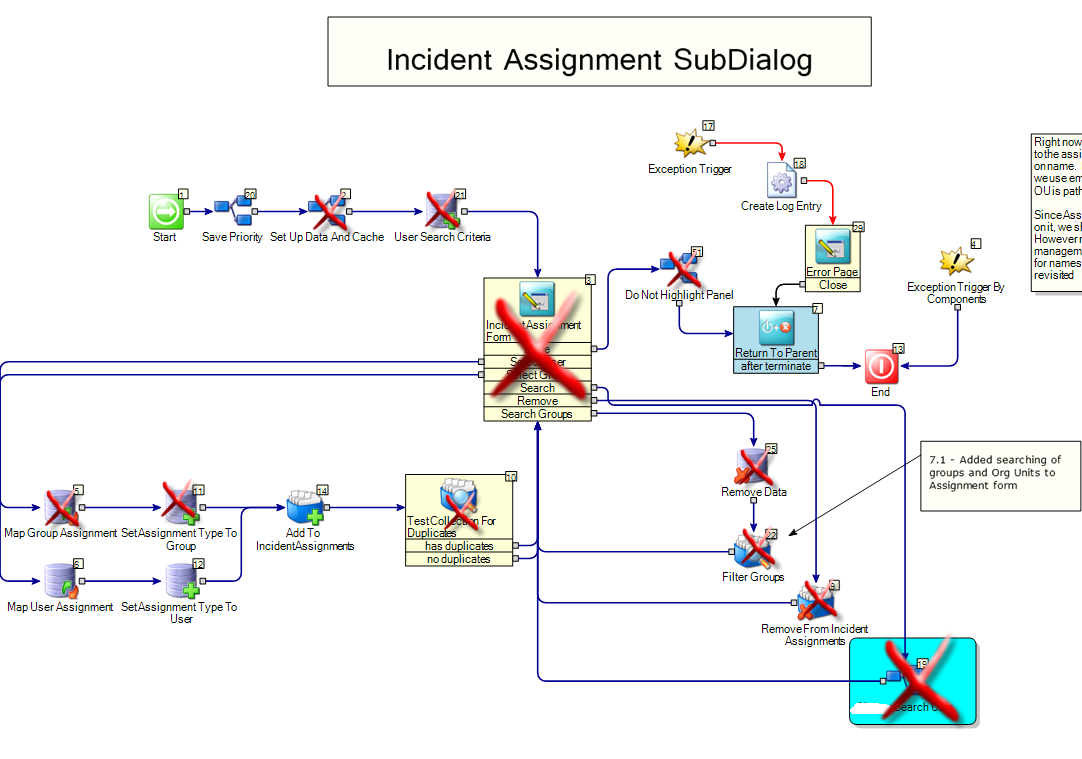 Incident Assignment SubDialog
17
Exception Trigger
18
Create Log Entry
Right now
to the assi
on name.
we use em
OU is path
Since Ass
on it, we sh
However r
managem
for names
revisited
1
Start
20
Save Priority
2
Set Up Data And Cache
21
User Search Criteria
29
Error Page
Close
4
Exception Trigger By
Components
3
Form
Search
Remove
Search Groups
Do Not Highlight Panel
7
Return To Parent
after terminate
13
End
7.1 - Added searching of
groups and Org Units to
Assignment form
25
Remove Data
22
Filter Groups
9
Remove From Incident
Assignments
5
Map Group Assignment
11
Set Assignment Type To
Group
14
Add To
IncidentAssignments
10
Test Collection For
Duplicates
has duplicates
no duplicates
6
Map User Assignment
12
Set Assignment Type To
User
19
Search